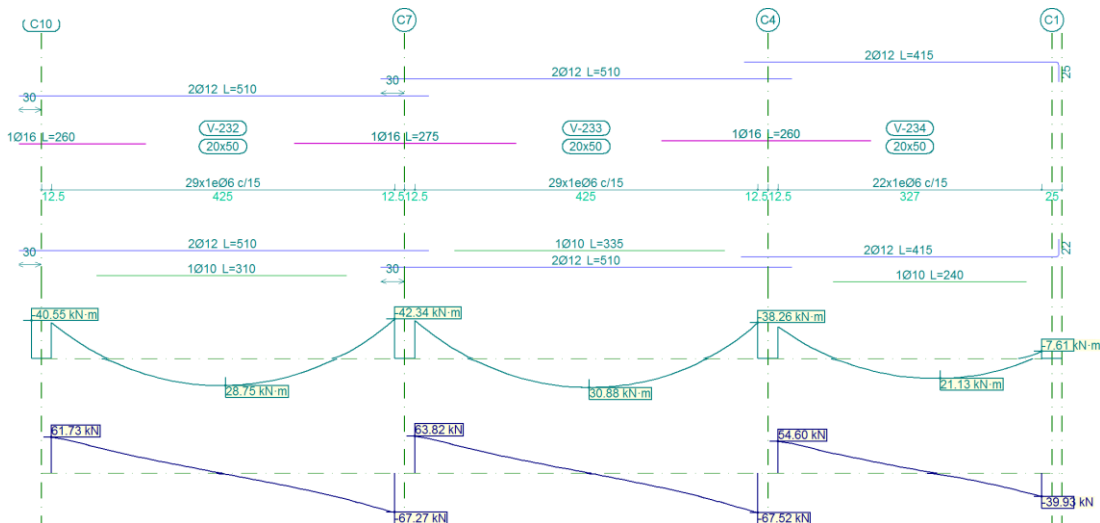 C10 C7 C4 C1
2Ø12 L=415
30 2Ø12 L=510 25
30 2Ø12 L=510
1Ø16 L=260 V-232 1Ø16 L=275 V-233 1Ø16 L=260 V-234
20x50 20x50 20x50
29x1eØ6 c/15 29x1eØ6 c/15 22x1eØ6 c/15
12.5 425 12.5 12.5 425 12.5 12.5 327 25
30 2Ø12 L=510 1Ø10 L=335 2Ø12 L=415 22
1Ø10 L=310 30 2Ø12 L=510 1Ø10 L=240
-40.55 kN·m -42.34 kN·m -38.26 kN·m
-7.61 kN·m
28.75 kN·m 30.88 kN·m 21.13 kN·m
61.73 kN 63.82 kN 54.60 kN
-67.27 kN -67.52 kN -39.93 kN